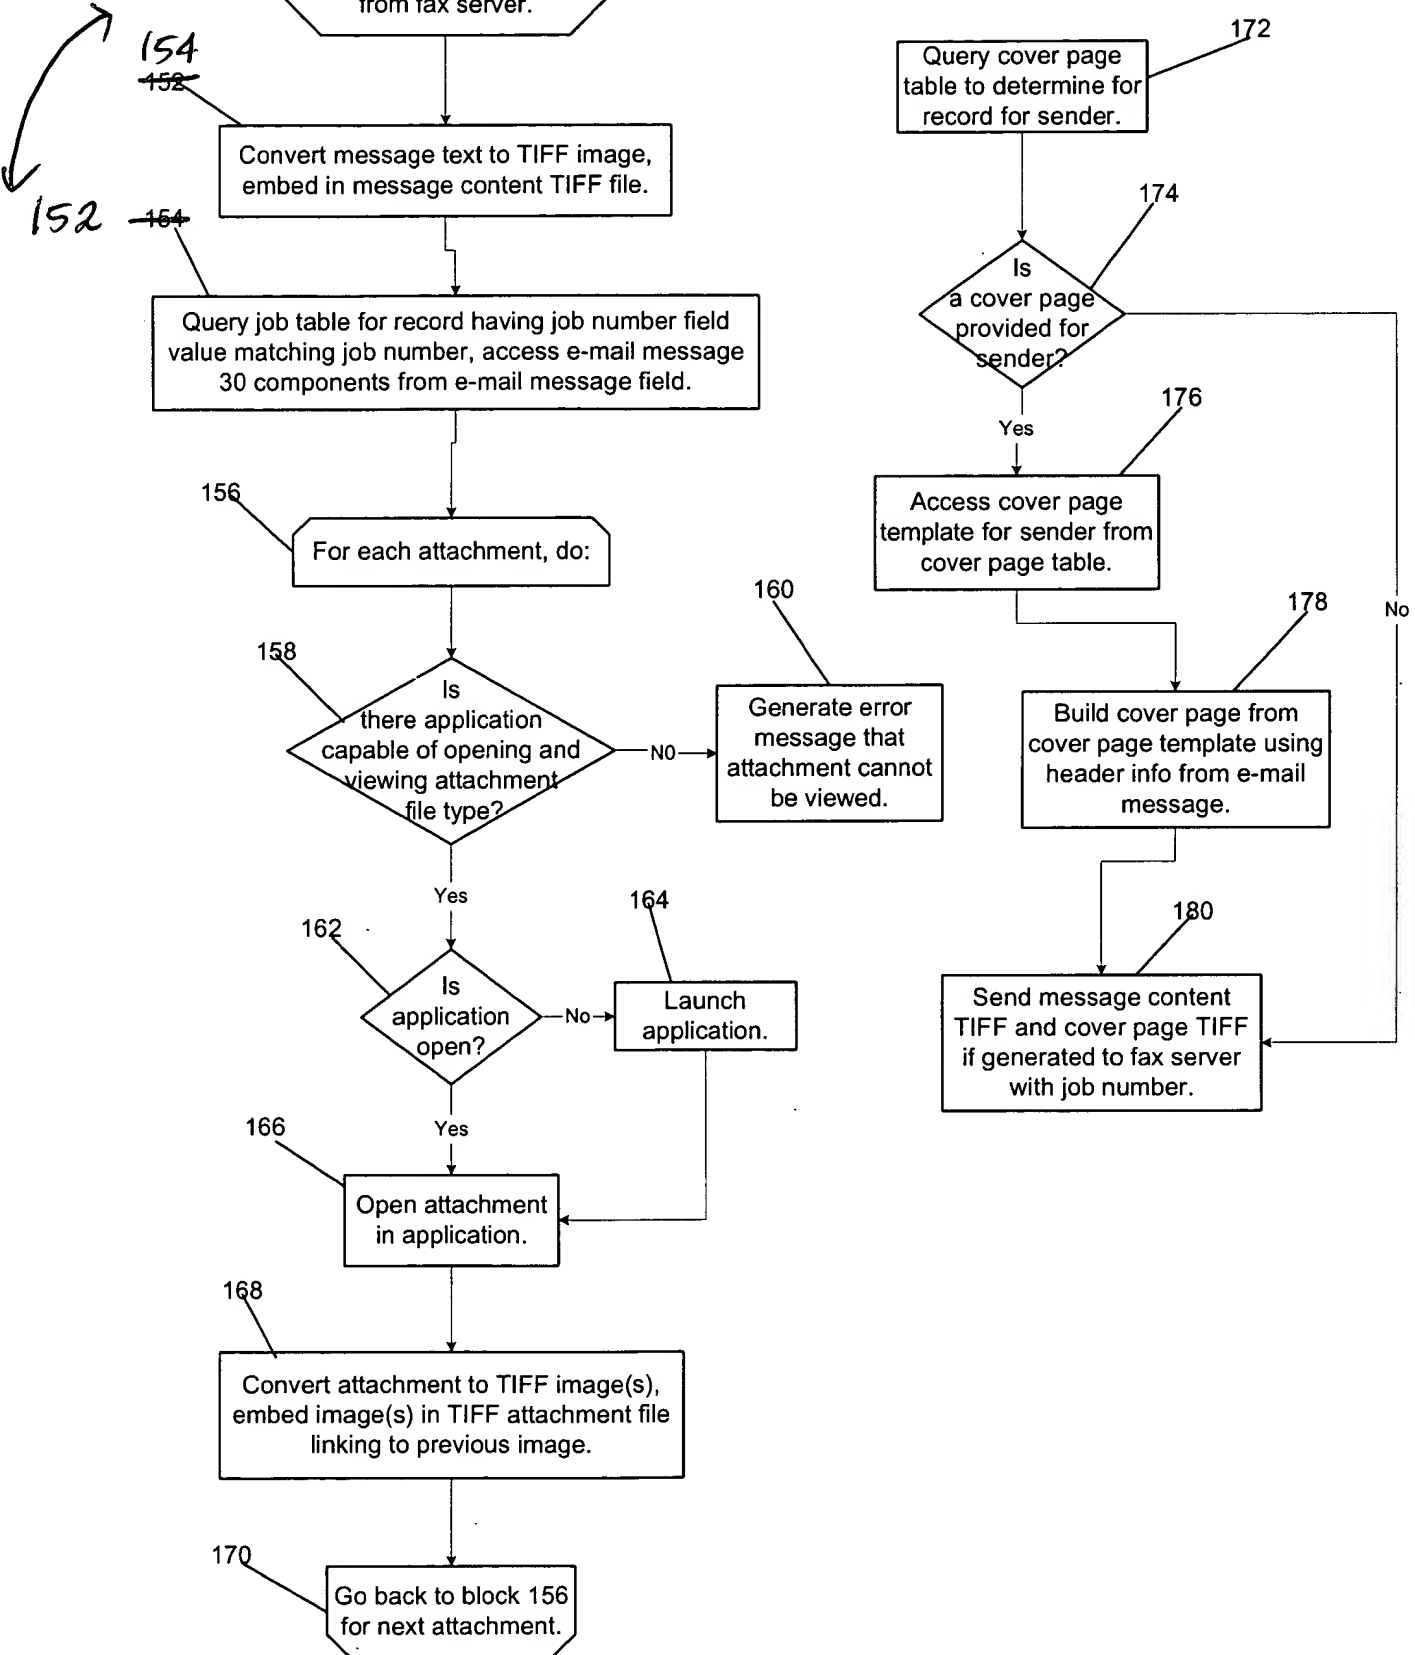 from fax server.
154
152
Convert message text to TIFF image,
embed in message content TIFF file.
152 154
Query job table for record having job number field
value matching job number, access e-mail message
30 components from e-mail message field.
156
For each attachment, do:
158
Is
there application
capable of opening and
viewing attachment
file type?
N0
160
Generate error
message that
attachment cannot
be viewed.
Yes
162
Is
application
open?
No
164
Launch
application.
Yes
166
Open attachment
in application.
168
Convert attachment to TIFF image(s),
embed image(s) in TIFF attachment file
linking to previous image.
170
Go back to block 156
for next attachment.
172
Query cover page
table to determine for
record for sender.
174
Is
a cover page
provided for
sender?
Yes
No
176
Access cover page
template for sender from
cover page table.
178
Build cover page from
cover page template using
header info from e-mail
message.
180
Send message content
TIFF and cover page TIFF
if generated to fax server
with job number.